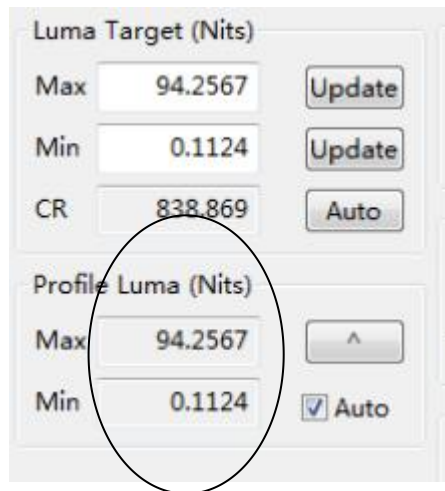 Luma Target (Nits)
Max 94.2567 Update
Min 0.1124 Update
CR 838.869 Auto
Profile Luma (Nits)
Max 94.2567 ^
Min 0.1124 Auto